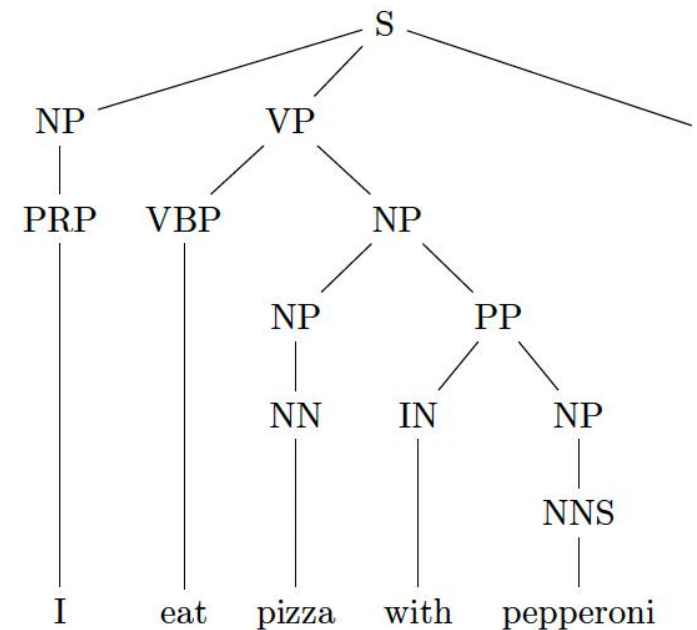 S
NP VP
PRP VBP NP
NP PP
NN IN NP
NNS
I eat pizza with pepperoni